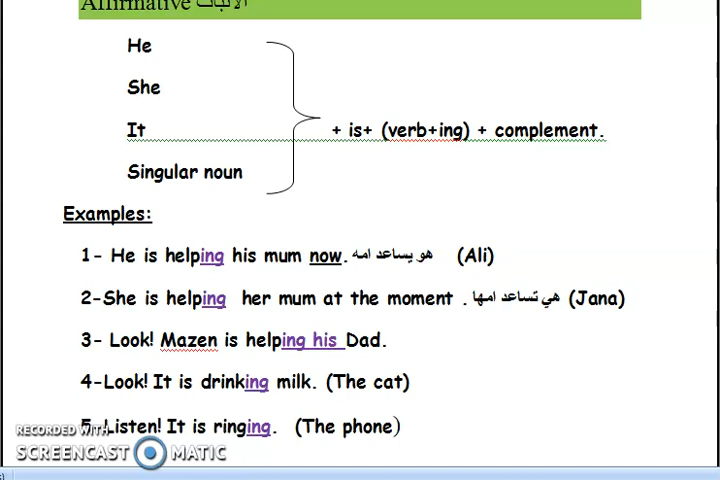 Affirmative الاثبات
He
She
It + is+ (verb+ing) + complement.
Singular noun
Examples:
1- He is helping his mum now. هو يساعد امه (Ali)
2-She is helping her mum at the moment . هي تساعد امها (Jana)
3- Look! Mazen is helping his Dad.
4-Look! It is drinking milk. (The cat)
5-Listen! It is ringing. (The phone)
RECORDED WITH
SCREENCAST MATIC